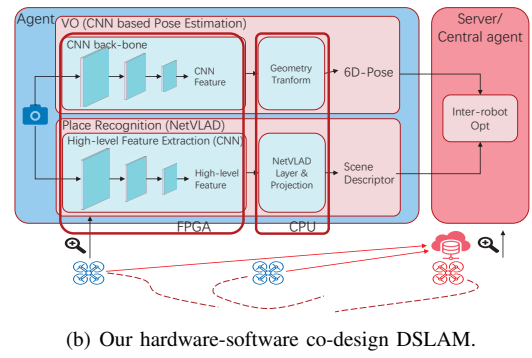 Agent
VO (CNN based Pose Estimation)
CNN back-bone
CNN
Feature
Geometry
Tranform
6D-Pose
Place Recognition (NetVLAD)
High-level Feature Extraction (CNN)
High-level
Feature
NetVLAD
Layer &
Projection
Scene
Descriptor
FPGA
CPU
Server/
Central agent
Inter-robot
Opt
(b) Our hardware-software co-design DSLAM.